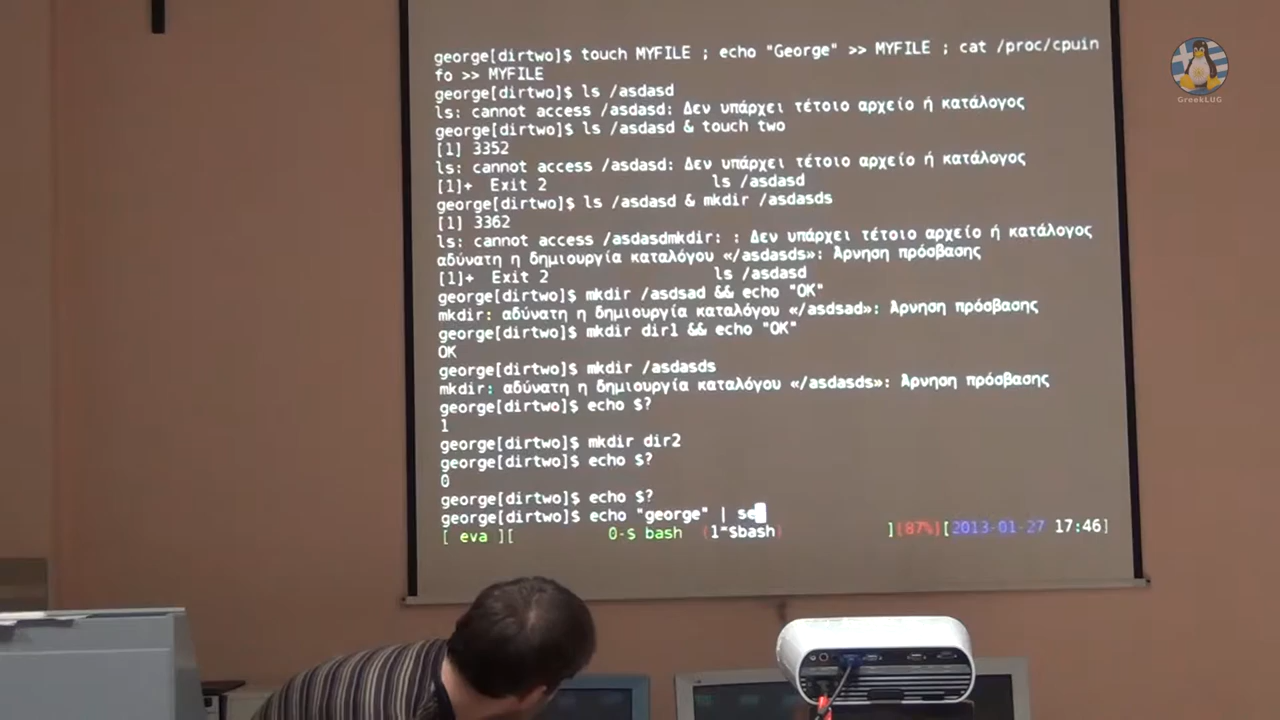 george[dirtwo]$ touch MYFILE ; echo "George" >> MYFILE ; cat /proc/cpuin
fo >> MYFILE
george[dirtwo]$ ls /asdasd
ls: cannot access /asdasd: Δεν υπάρχει τέτοιο αρχείο ή κατάλογος
george[dirtwo]$ ls /asdasd & touch two
[1] 3352
ls: cannot access /asdasd: Δεν υπάρχει τέτοιο αρχείο ή κατάλογος
[1]+  Exit 2                  ls /asdasd
george[dirtwo]$ ls /asdasd & mkdir /asdasds
[1] 3362
ls: cannot access /asdasdmkdir: : Δεν υπάρχει τέτοιο αρχείο ή κατάλογος
αδύνατη η δημιουργία καταλόγου «/asdasds»: Άρνηση πρόσβασης
[1]+  Exit 2                  ls /asdasd
george[dirtwo]$ mkdir /asdsad && echo "OK"
mkdir: αδύνατη η δημιουργία καταλόγου «/asdsad»: Άρνηση πρόσβασης
george[dirtwo]$ mkdir dir1 && echo "OK"
OK
george[dirtwo]$ mkdir /asdasds
mkdir: αδύνατη η δημιουργία καταλόγου «/asdasds»: Άρνηση πρόσβασης
george[dirtwo]$ echo $?
1
george[dirtwo]$ mkdir dir2
george[dirtwo]$ echo $?
0
george[dirtwo]$ echo $?
george[dirtwo]$ echo "george" | se
[ eva ][ 0-$ bash (1*$bash) ][87%][2013-01-27 17:46]
GreekLUG